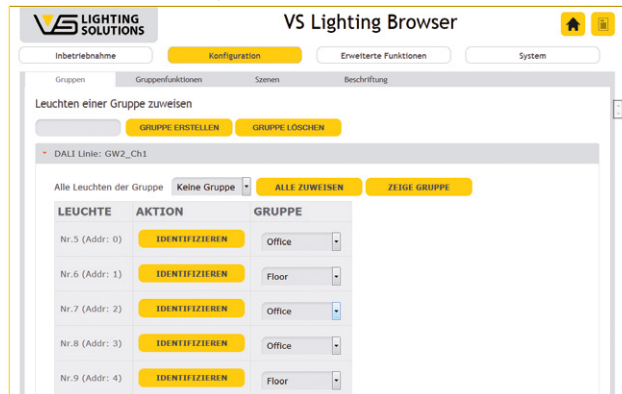 VS LIGHTING SOLUTIONS
VS Lighting Browser
Inbetriebnahme Konfiguration Erweiterte Funktionen System
Gruppen Gruppenfunktionen Szenen Beschriftung
Leuchten einer Gruppe zuweisen
GRUPPE ERSTELLEN GRUPPE LÖSCHEN
DALI Linie: GW2_Ch1
Alle Leuchten der Gruppe Keine Gruppe ALLE ZUWEISEN ZEIGE GRUPPE
LEUCHTE AKTION GRUPPE
Nr.5 (Addr: 0) IDENTIFIZIEREN Office
Nr.6 (Addr: 1) IDENTIFIZIEREN Floor
Nr.7 (Addr: 2) IDENTIFIZIEREN Office
Nr.8 (Addr: 3) IDENTIFIZIEREN Office
Nr.9 (Addr: 4) IDENTIFIZIEREN Floor